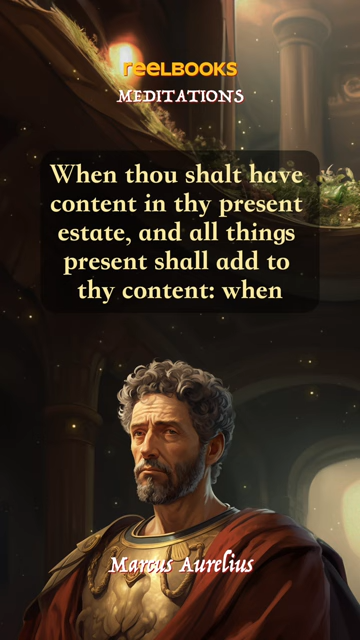 reelBOOKS
MEDITATIONS
When thou shalt have
content in thy present
estate, and all things
present shall add to
thy content: when
Marcus Aurelius